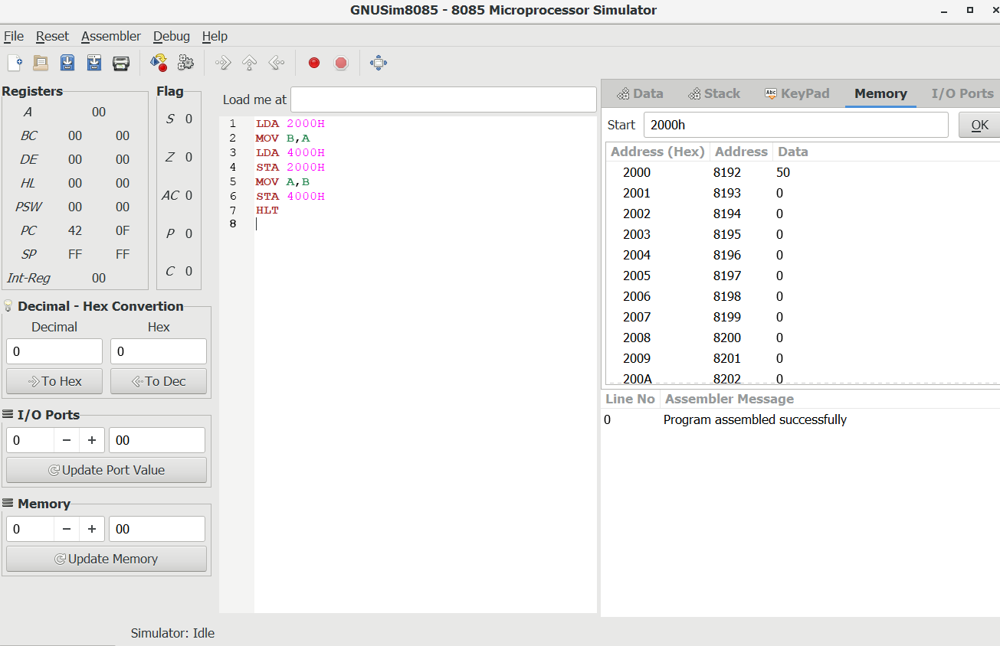 GNUSim8085 - 8085 Microprocessor Simulator
File Reset Assembler Debug Help
Registers
A 00
BC 00 00
DE 00 00
HL 00 00
PSW 00 00
PC 42 0F
SP FF FF
Int-Reg 00
Flag
S 0
Z 0
AC 0
P 0
C 0
Decimal - Hex Convertion
Decimal Hex
0 0
To Hex To Dec
I/O Ports
0 − + 00
Update Port Value
Memory
0 − + 00
Update Memory
Load me at
1 LDA 2000H
2 MOV B,A
3 LDA 4000H
4 STA 2000H
5 MOV A,B
6 STA 4000H
7 HLT
8
Data Stack Abc KeyPad Memory I/O Ports
Start 2000h OK
Address (Hex) Address Data
2000 8192 50
2001 8193 0
2002 8194 0
2003 8195 0
2004 8196 0
2005 8197 0
2006 8198 0
2007 8199 0
2008 8200 0
2009 8201 0
200A 8202 0
Line No Assembler Message
0 Program assembled successfully
Simulator: Idle